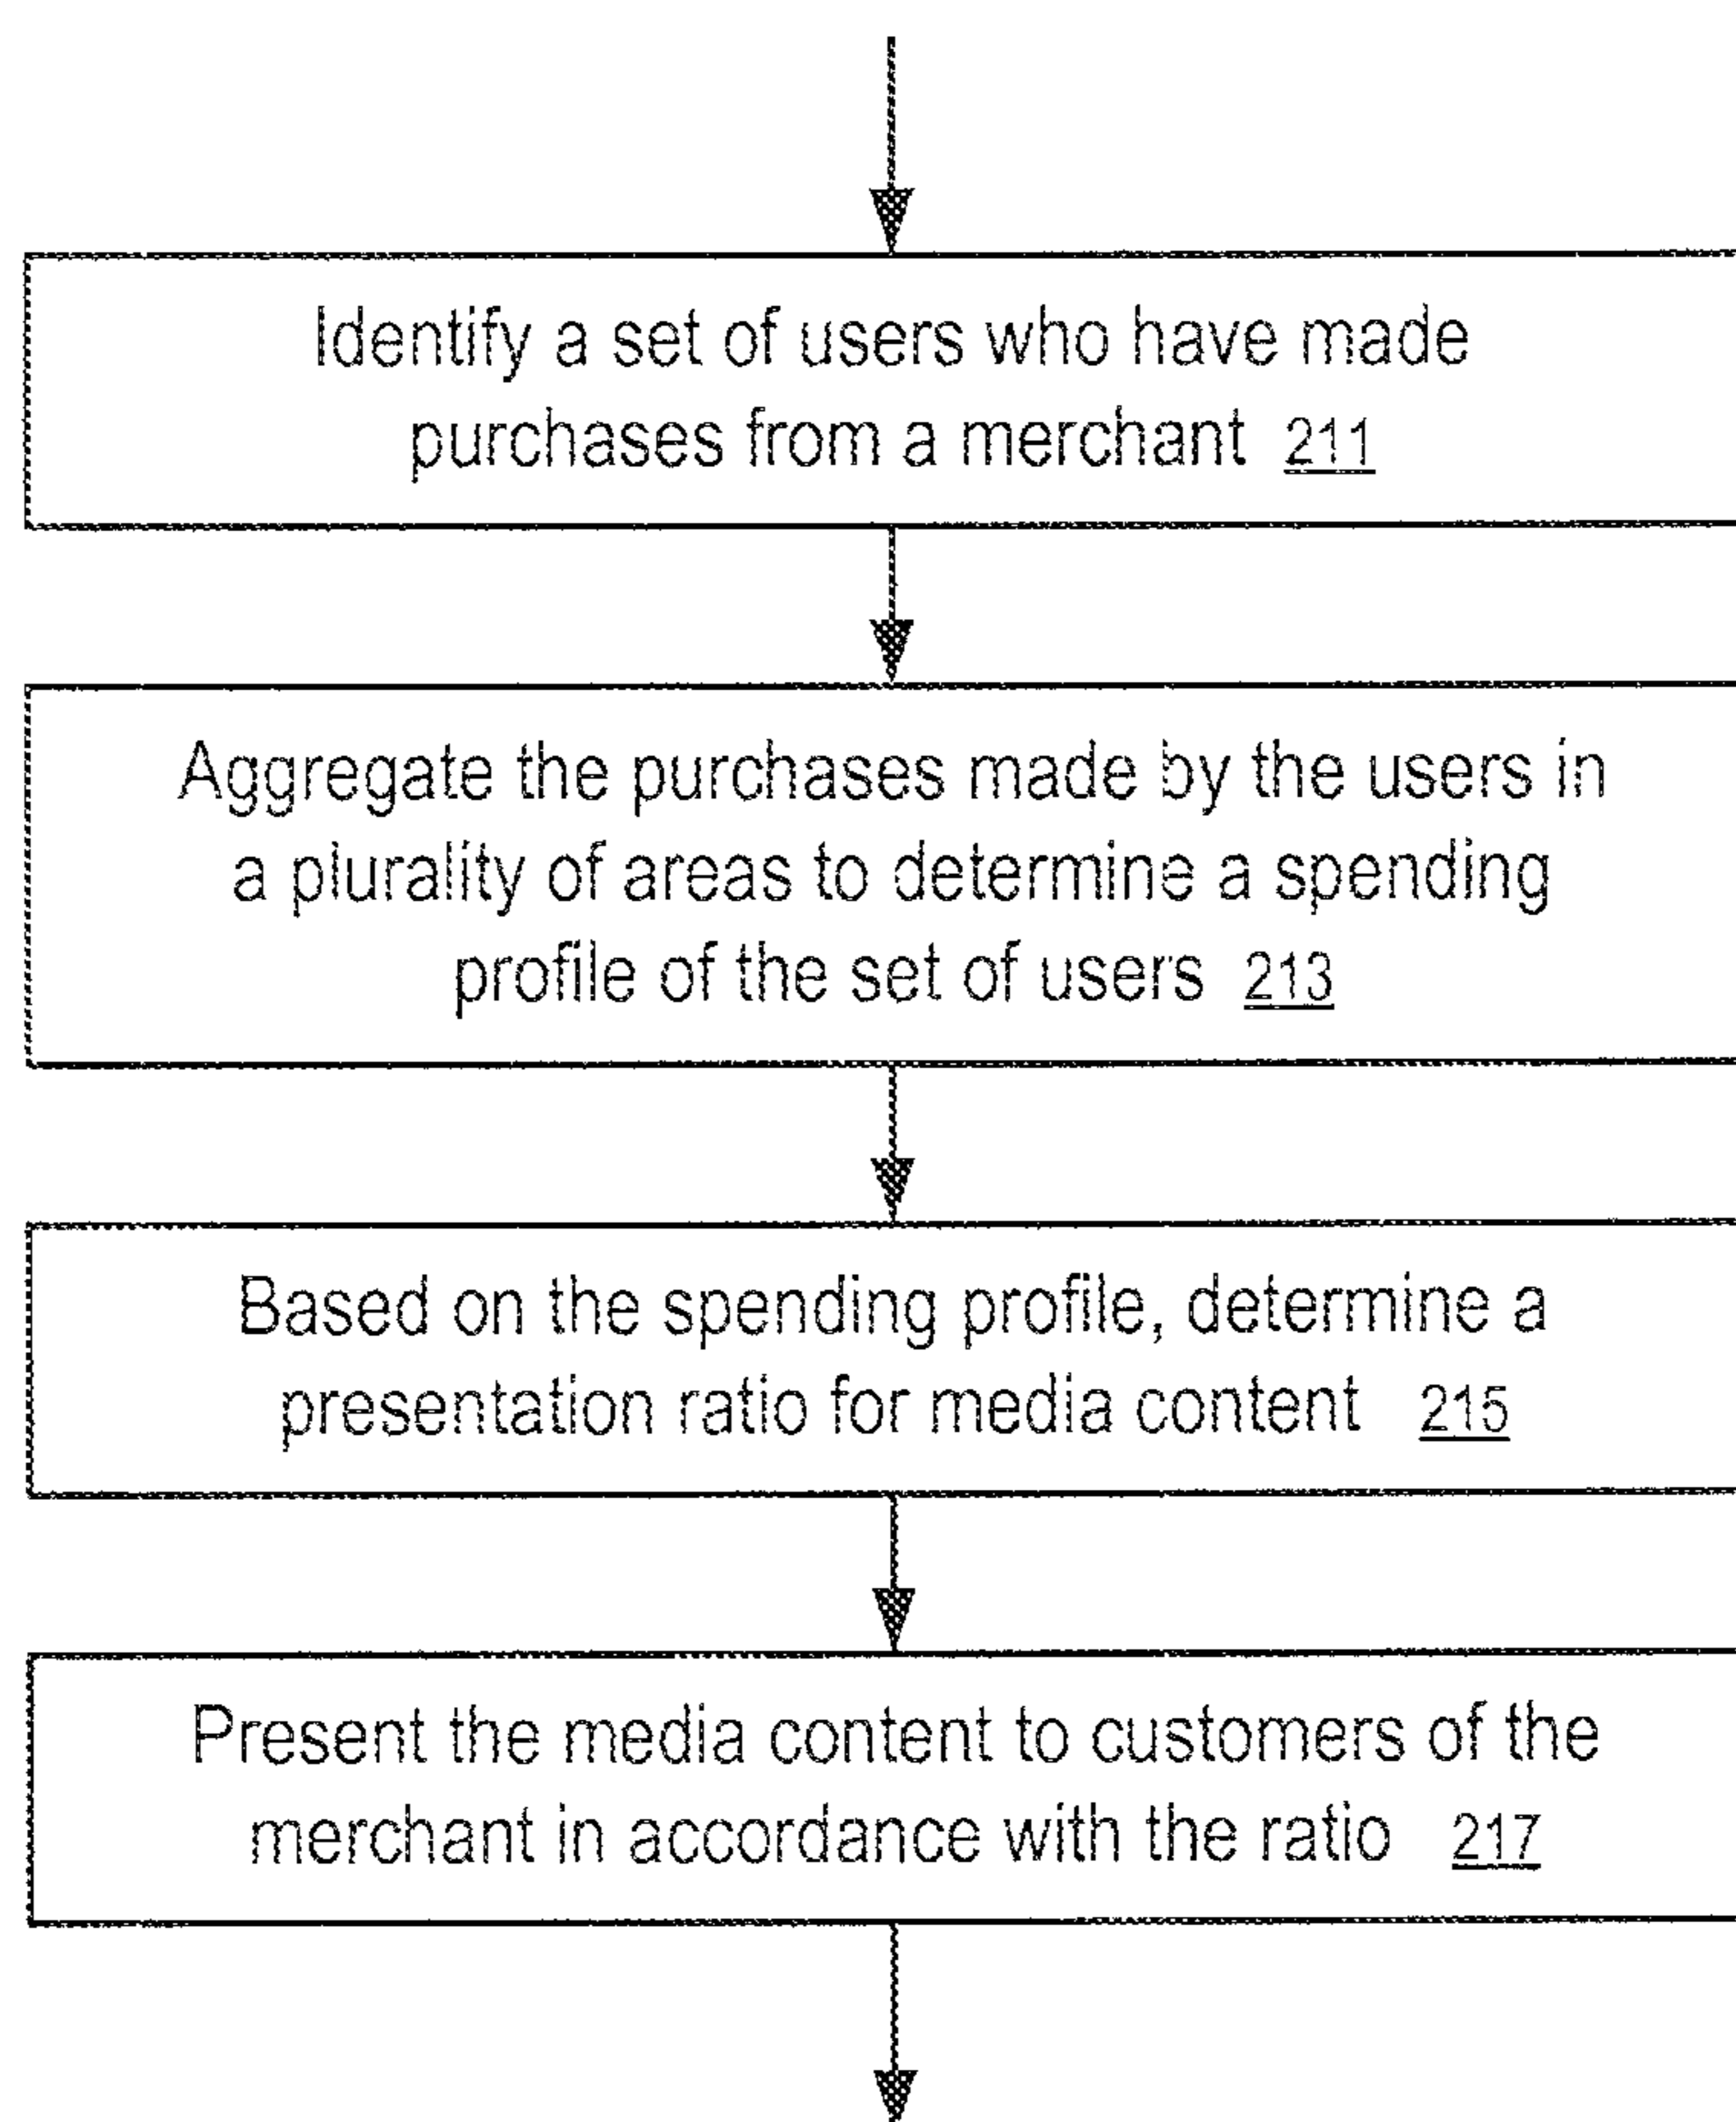 Identify a set of users who have made
purchases from a merchant 211
Aggregate the purchases made by the users in
a plurality of areas to determine a spending
profile of the set of users 213
Based on the spending profile, determine a
presentation ratio for media content 215
Present the media content to customers of the
merchant in accordance with the ratio 217